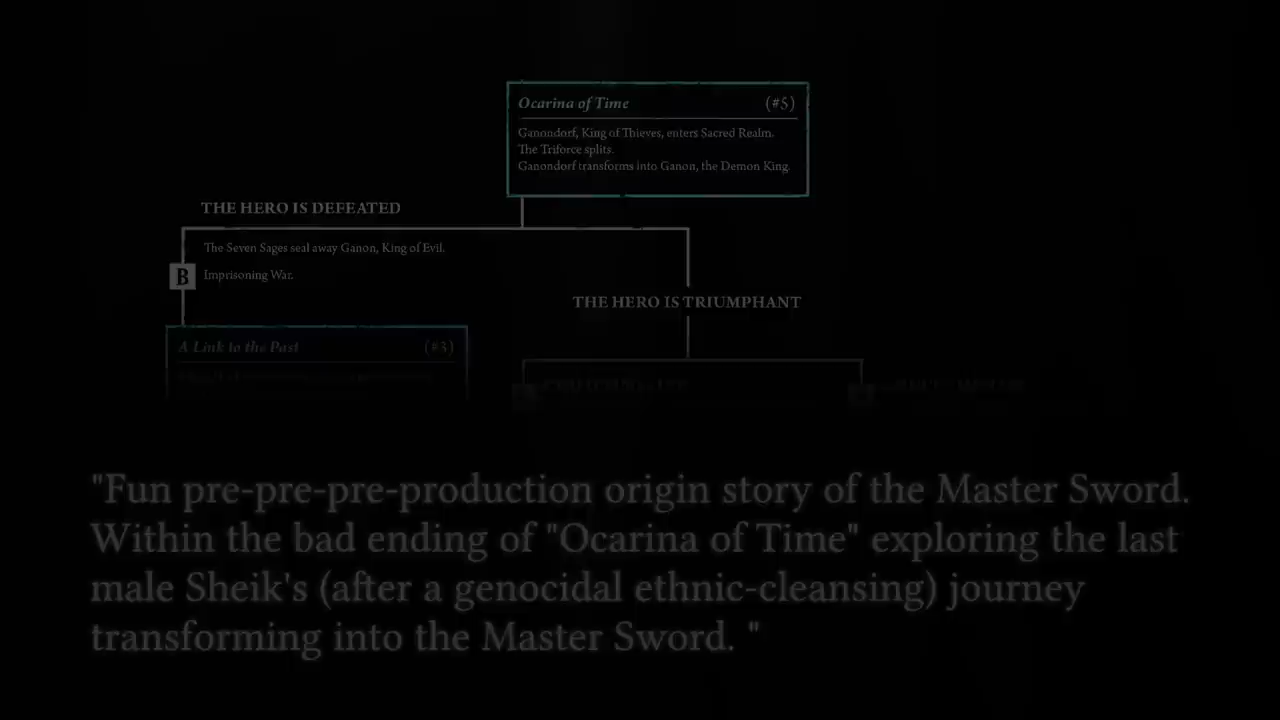 Ocarina of Time (#5)
Ganondorf, King of Thieves, enters Sacred Realm.
The Triforce splits.
Ganondorf transforms into Ganon, the Demon King.
THE HERO IS DEFEATED
The Seven Sages seal away Ganon, King of Evil.
B Imprisoning War.
THE HERO IS TRIUMPHANT
A Link to the Past (#3)
"Fun pre-pre-pre-production origin story of the Master Sword.
Within the bad ending of "Ocarina of Time" exploring the last
male Sheik's (after a genocidal ethnic-cleansing) journey
transforming into the Master Sword. "